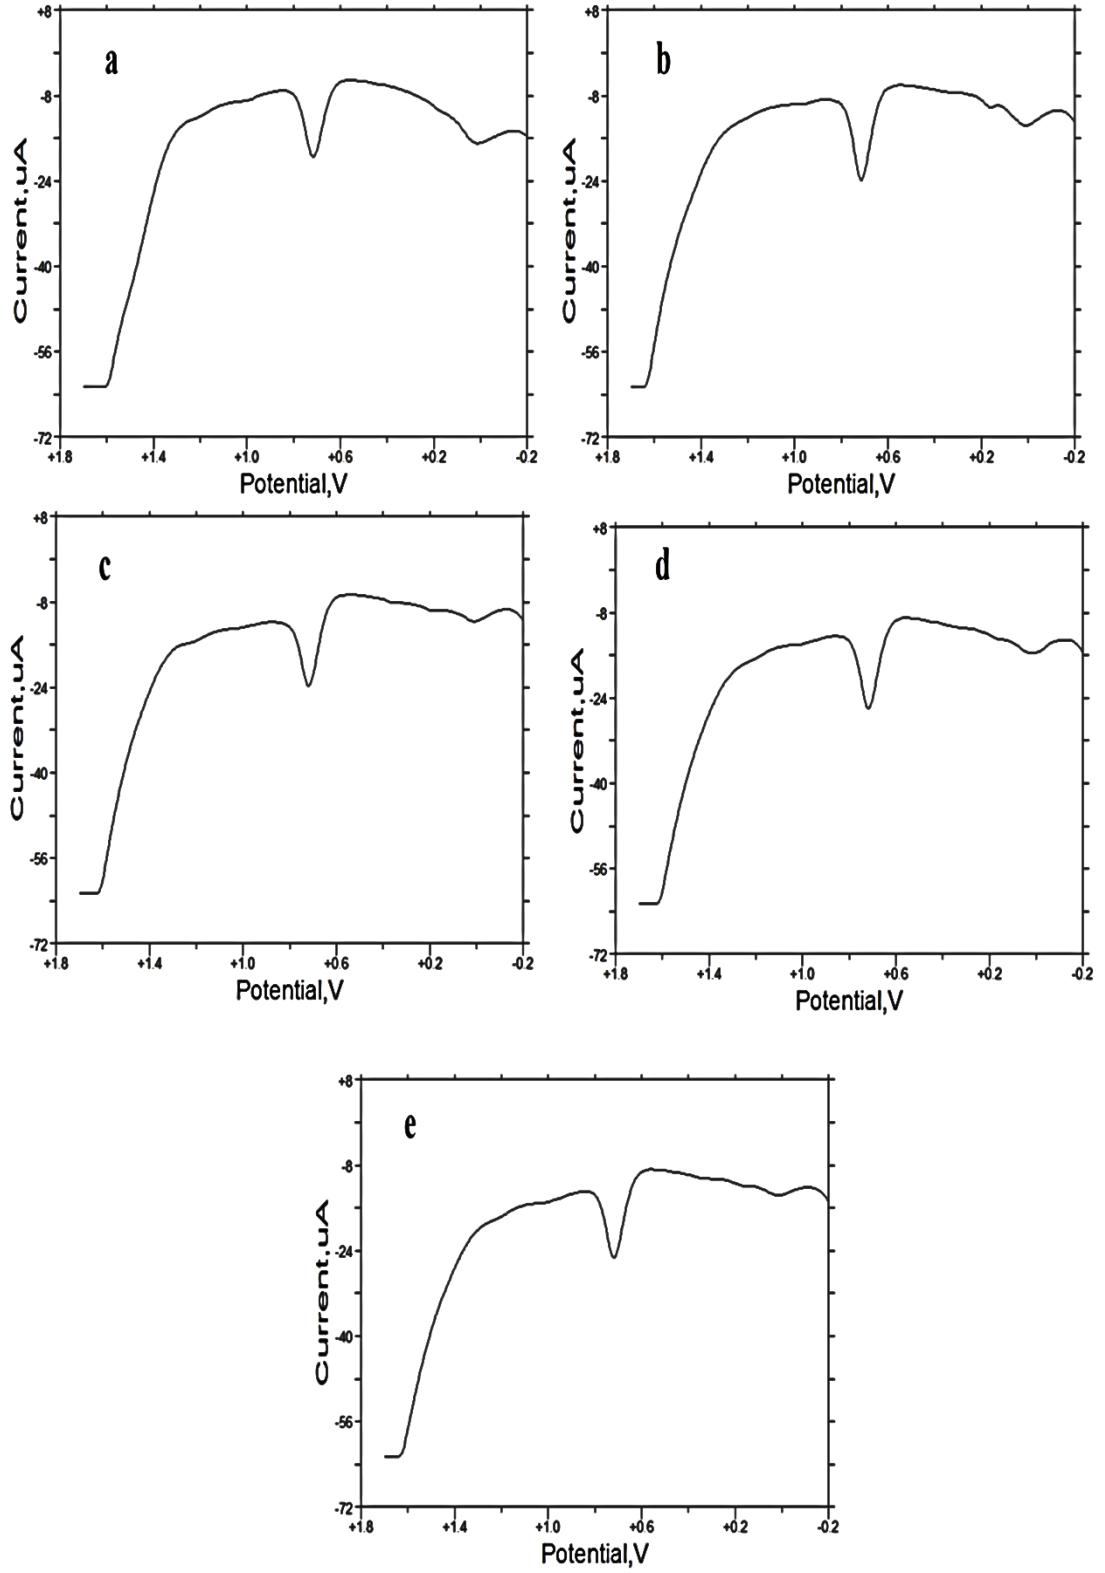 a
+8
-8
-24
-40
-56
-72
+1.8 +1.4 +1.0 +0.6 +0.2 -0.2
Current,uA
Potential,V
b
+8
-8
-24
-40
-56
-72
+1.8 +1.4 +1.0 +0.6 +0.2 -0.2
Current,uA
Potential,V
c
+8
-8
-24
-40
-56
-72
+1.8 +1.4 +1.0 +0.6 +0.2 -0.2
Current,uA
Potential,V
d
+8
-8
-24
-40
-56
-72
+1.8 +1.4 +1.0 +0.6 +0.2 -0.2
Current,uA
Potential,V
e
+8
-8
-24
-40
-56
-72
+1.8 +1.4 +1.0 +0.6 +0.2 -0.2
Current,uA
Potential,V